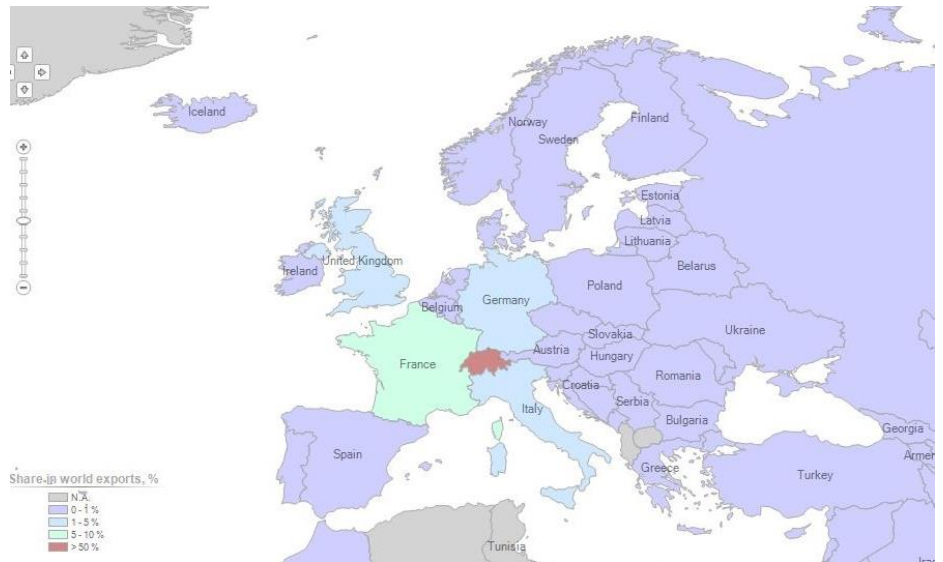 Iceland
Norway
Finland
Sweden
Estonia
Latvia
Lithuania
United Kingdom
Ireland
Belarus
Poland
Germany
Belgium
Ukraine
Slovakia
Austria
Hungary
France
Romania
Croatia
Serbia
Italy
Bulgaria
Georgia
Spain
Greece
Turkey
Armen
Share in world exports, %
N.A.
0 - 1 %
1 - 5 %
5 - 10 %
> 50 %
Tunisia